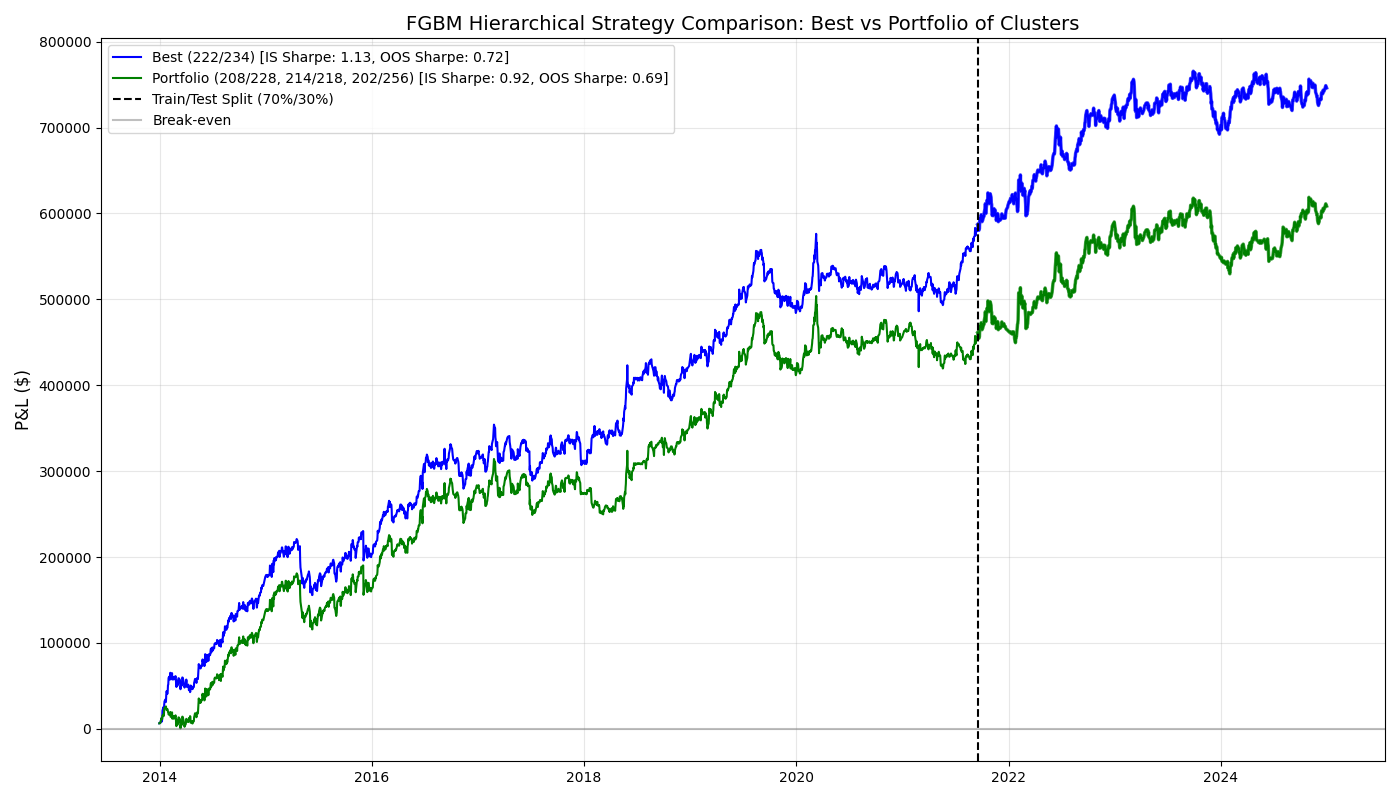 FGBM Hierarchical Strategy Comparison: Best vs Portfolio of Clusters
Best (222/234) [IS Sharpe: 1.13, OOS Sharpe: 0.72]
Portfolio (208/228, 214/218, 202/256) [IS Sharpe: 0.92, OOS Sharpe: 0.69]
Train/Test Split (70%/30%)
Break-even
P&L ($)
800000
700000
600000
500000
400000
300000
200000
100000
0
2014
2016
2018
2020
2022
2024